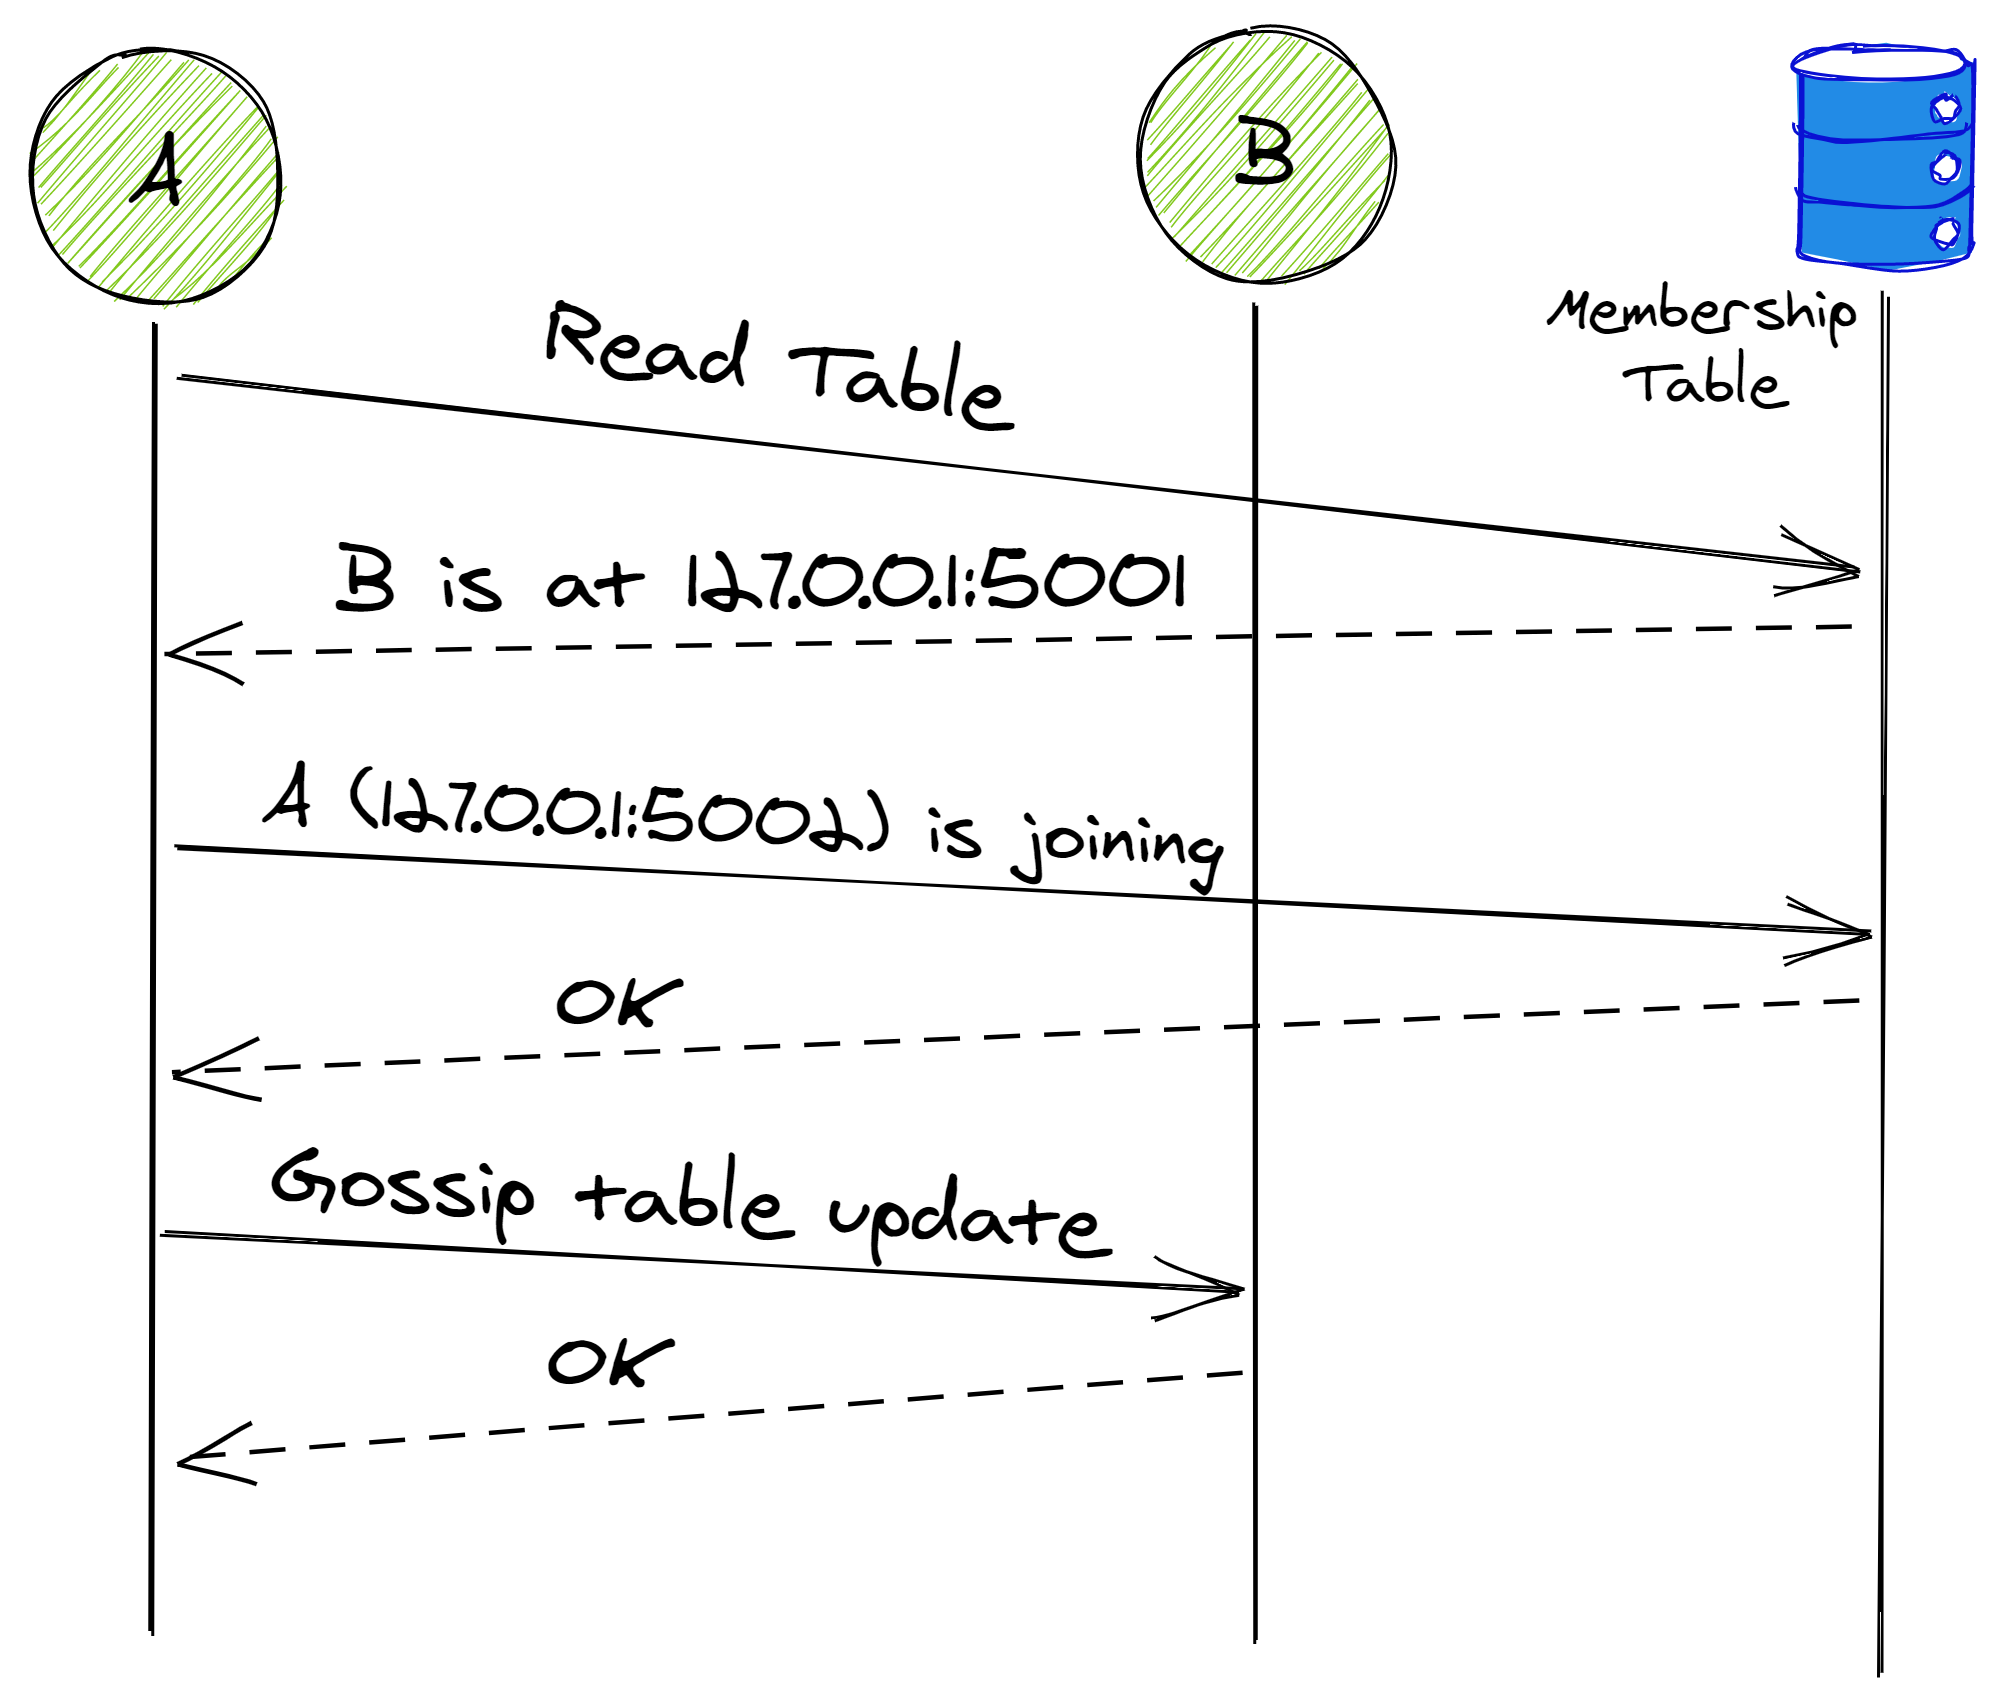 A
B
Membership
Table
Read Table
B is at 127.0.0.1:5001
A (127.0.0.1:5002) is joining
OK
Gossip table update
OK